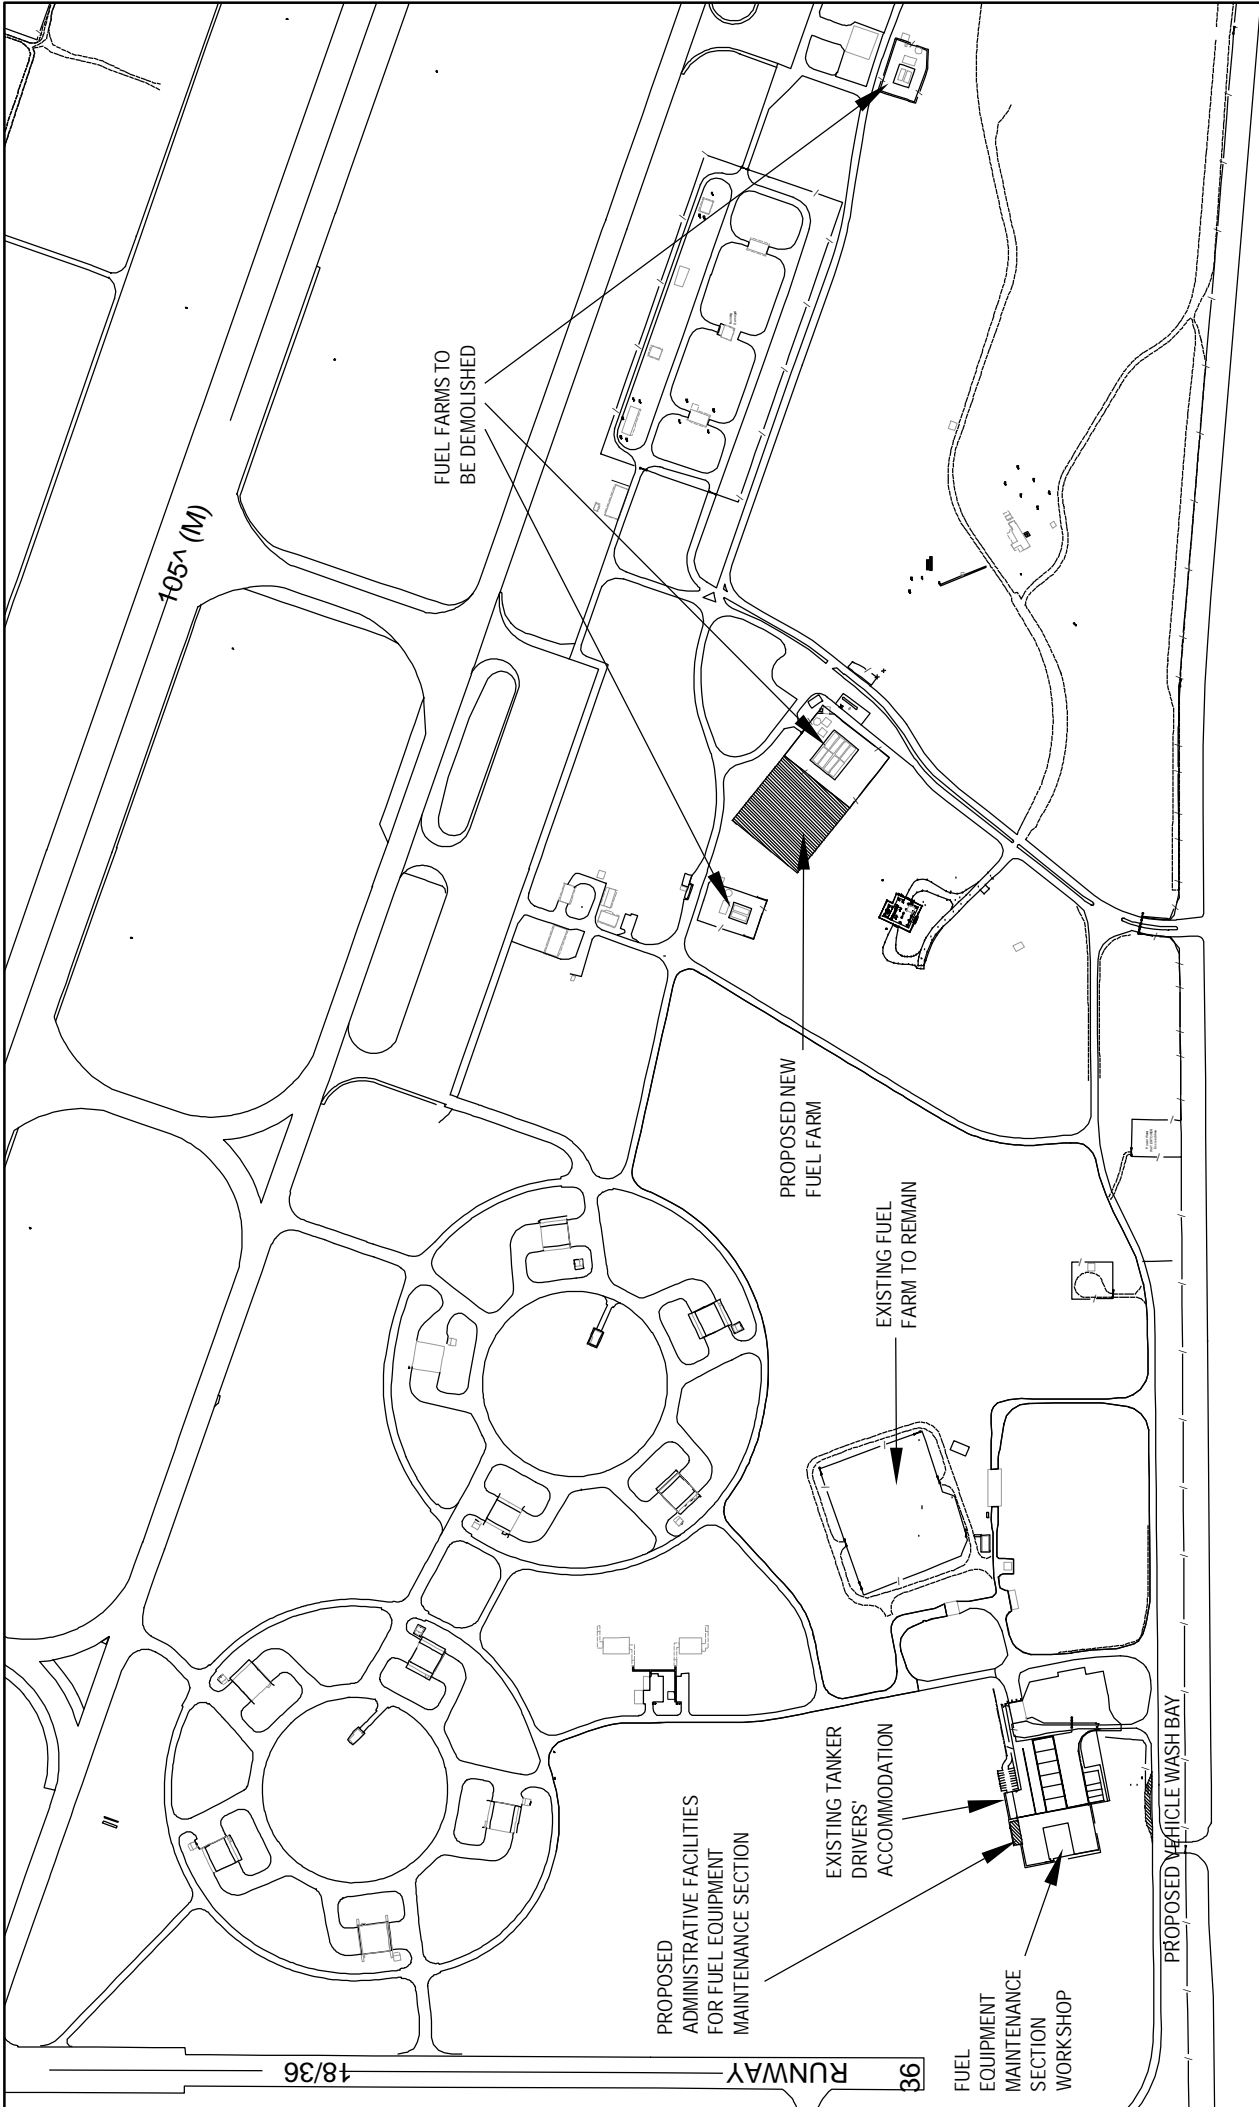 105^ (M)
FUEL FARMS TO
BE DEMOLISHED
PROPOSED NEW
FUEL FARM
EXISTING FUEL
FARM TO REMAIN
EXISTING TANKER
DRIVERS'
ACCOMMODATION
PROPOSED
ADMINISTRATIVE FACILITIES
FOR FUEL EQUIPMENT
MAINTENANCE SECTION
FUEL
EQUIPMENT
MAINTENANCE
SECTION
WORKSHOP
PROPOSED VEHICLE WASH BAY
RUNWAY
18/36
36